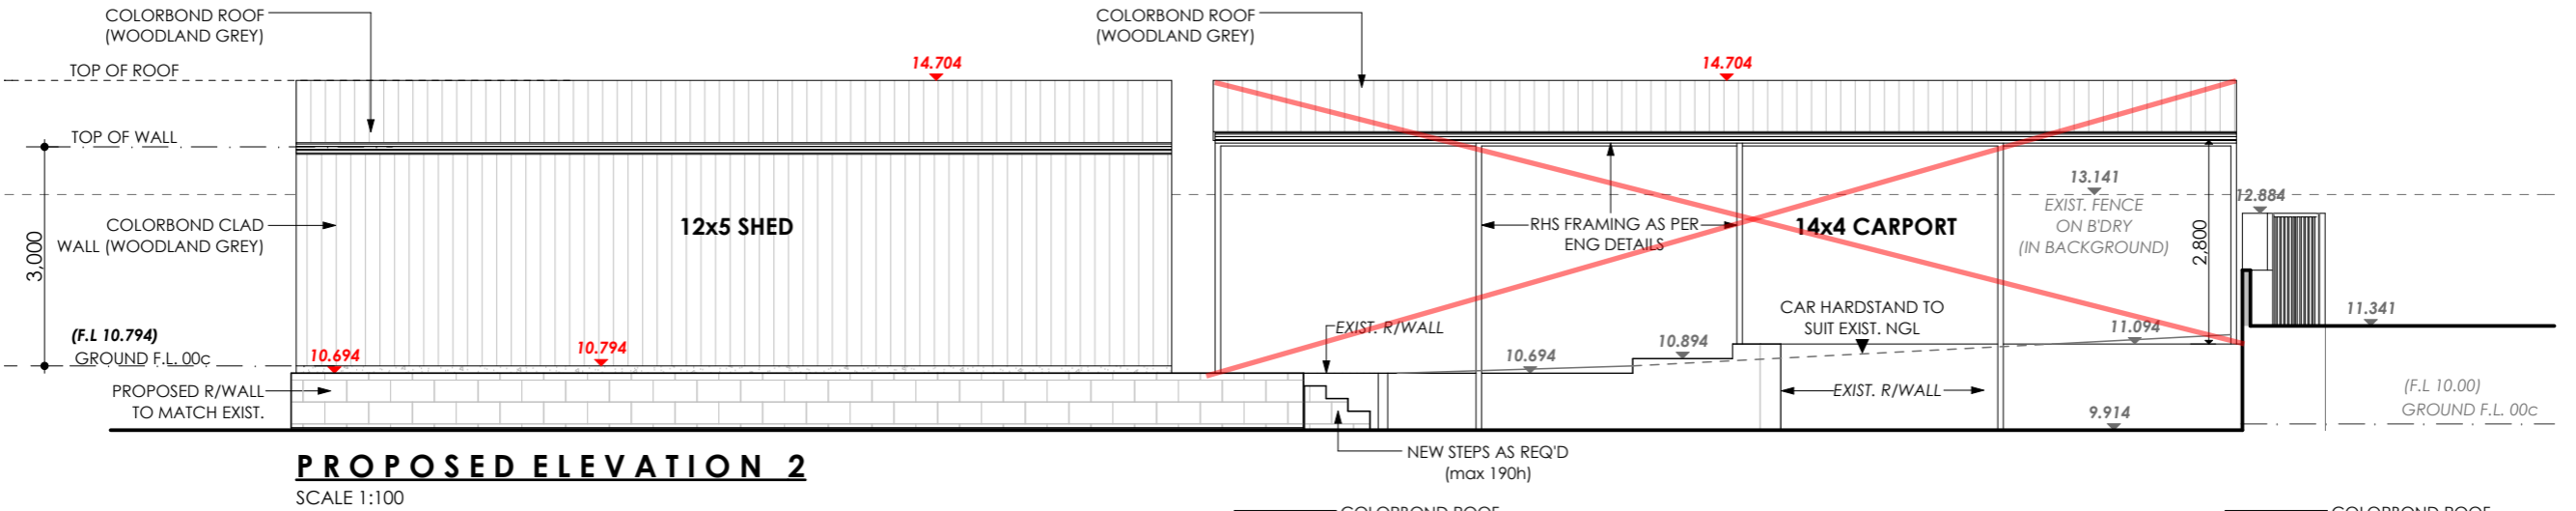 COLORBOND ROOF
(WOODLAND GREY)
COLORBOND ROOF
(WOODLAND GREY)
TOP OF ROOF
14.704
14.704
TOP OF WALL
3,000
COLORBOND CLAD
WALL (WOODLAND GREY)
12x5 SHED
RHS FRAMING AS PER
ENG DETAILS
14x4 CARPORT
13.141
EXIST. FENCE
ON B'DRY
(IN BACKGROUND)
2,800
12.884
11.341
(F.L 10.794)
GROUND F.L. 00c
10.694
10.794
EXIST. R/WALL
10.694
10.894
CAR HARDSTAND TO
SUIT EXIST. NGL
11.094
PROPOSED R/WALL
TO MATCH EXIST.
EXIST. R/WALL
9.914
(F.L 10.00)
GROUND F.L. 00c
NEW STEPS AS REQ'D
(max 190h)
PROPOSED ELEVATION 2
SCALE 1:100
COLORBOND ROOF
COLORBOND ROOF